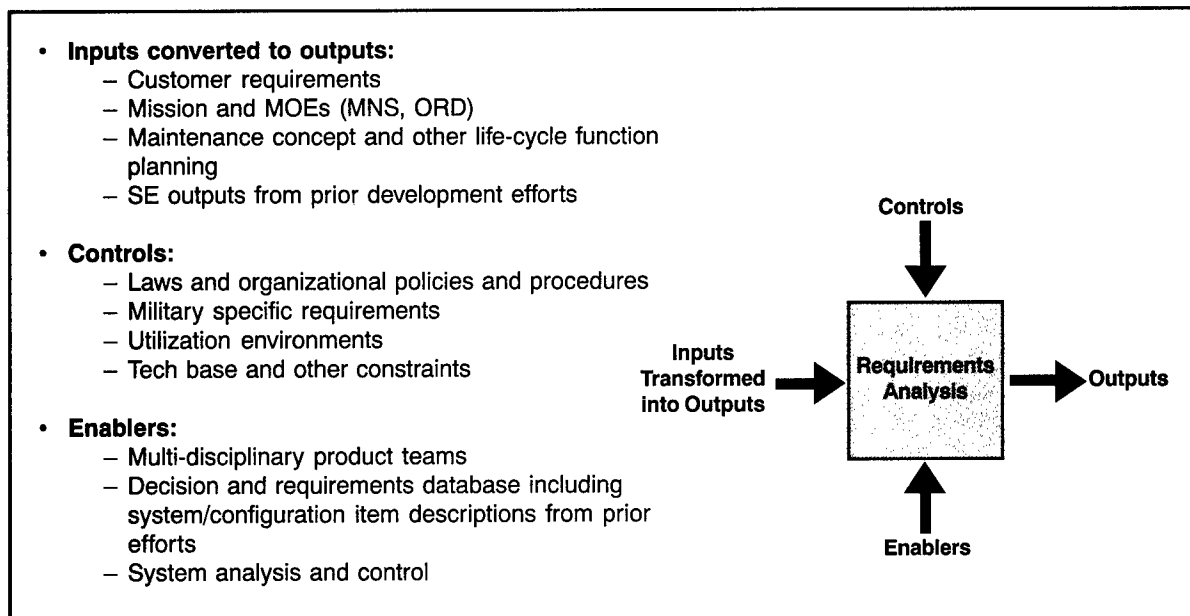 • Inputs converted to outputs:
– Customer requirements
– Mission and MOEs (MNS, ORD)
– Maintenance concept and other life-cycle function
planning
– SE outputs from prior development efforts
• Controls:
– Laws and organizational policies and procedures
– Military specific requirements
– Utilization environments
– Tech base and other constraints
• Enablers:
– Multi-disciplinary product teams
– Decision and requirements database including
system/configuration item descriptions from prior
efforts
– System analysis and control
Controls
Inputs
Transformed
into Outputs
Requirements
Analysis
Outputs
Enablers